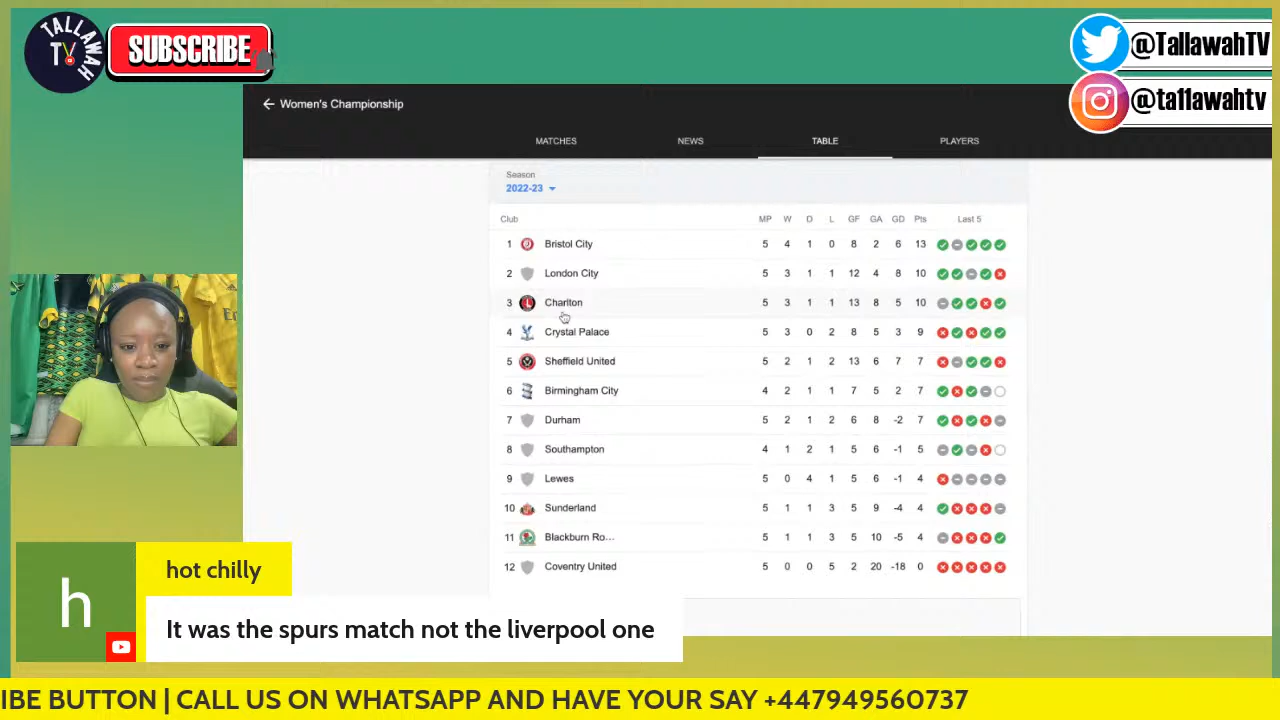 TALLAWAH
TV
SUBSCRIBE
@TallawahTV
@ta11awahtv
Women's Championship
MATCHES NEWS TABLE PLAYERS
Season
2022-23
Club MP W D L GF GA GD Pts Last 5
1 Bristol City 5 4 1 0 8 2 6 13
2 London City 5 3 1 1 12 4 8 10
3 Charlton 5 3 1 1 13 8 5 10
4 Crystal Palace 5 3 0 2 8 5 3 9
5 Sheffield United 5 2 1 2 13 6 7 7
6 Birmingham City 4 2 1 1 7 5 2 7
7 Durham 5 2 1 2 6 8 -2 7
8 Southampton 4 1 2 1 5 6 -1 5
9 Lewes 5 0 4 1 5 6 -1 4
10 Sunderland 5 1 1 3 5 9 -4 4
11 Blackburn Ro... 5 1 1 3 5 10 -5 4
12 Coventry United 5 0 0 5 2 20 -18 0
h
hot chilly
It was the spurs match not the liverpool one
IBE BUTTON | CALL US ON WHATSAPP AND HAVE YOUR SAY +447949560737